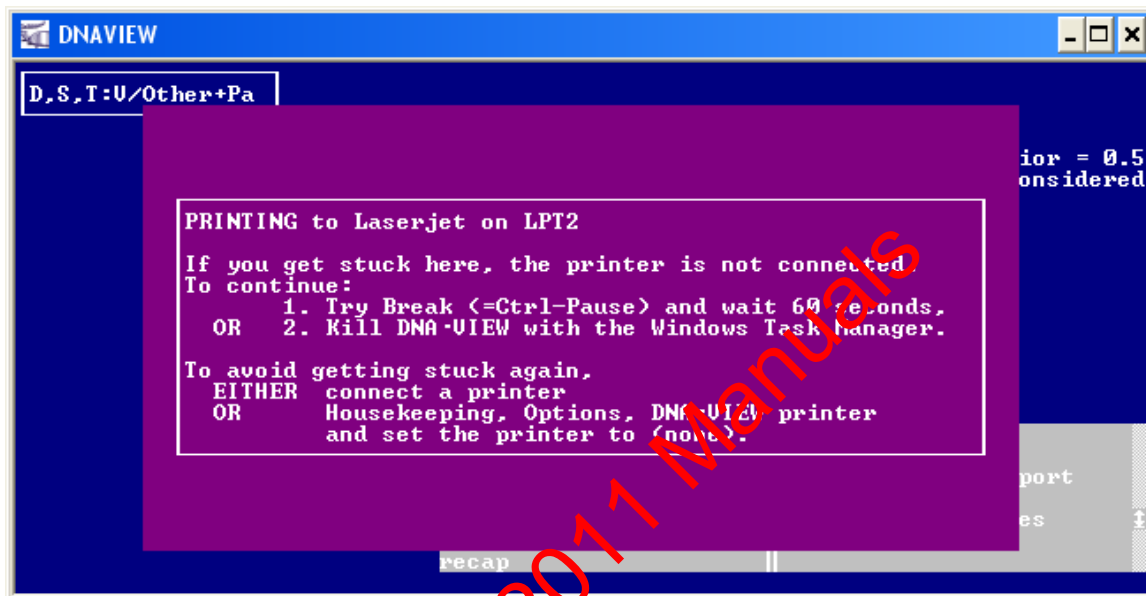 DNAVIEW
D,S,T:V/Other+Pa
ior = 0.5
onsidered
PRINTING to Laserjet on LPT2
If you get stuck here, the printer is not connected.
To continue:
1. Try Break (=Ctrl-Pause) and wait 60 seconds,
OR 2. Kill DNA·VIEW with the Windows Task Manager.
To avoid getting stuck again,
EITHER connect a printer
OR Housekeeping, Options, DNA·VIEW printer
and set the printer to (none).
port
es
recap
2011 Manuals